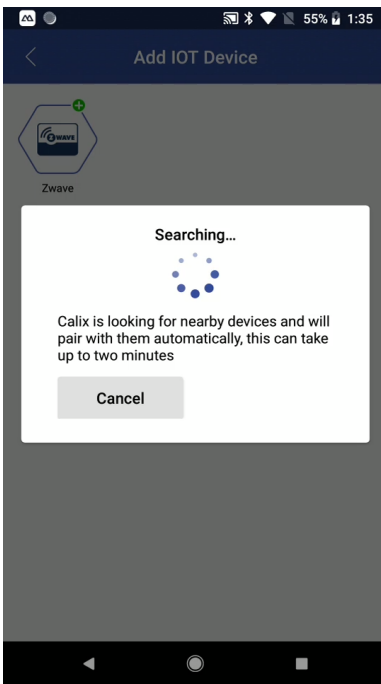 55% 1:35
Add IOT Device
ZWAVE
Zwave
Searching...
Calix is looking for nearby devices and will
pair with them automatically, this can take
up to two minutes
Cancel